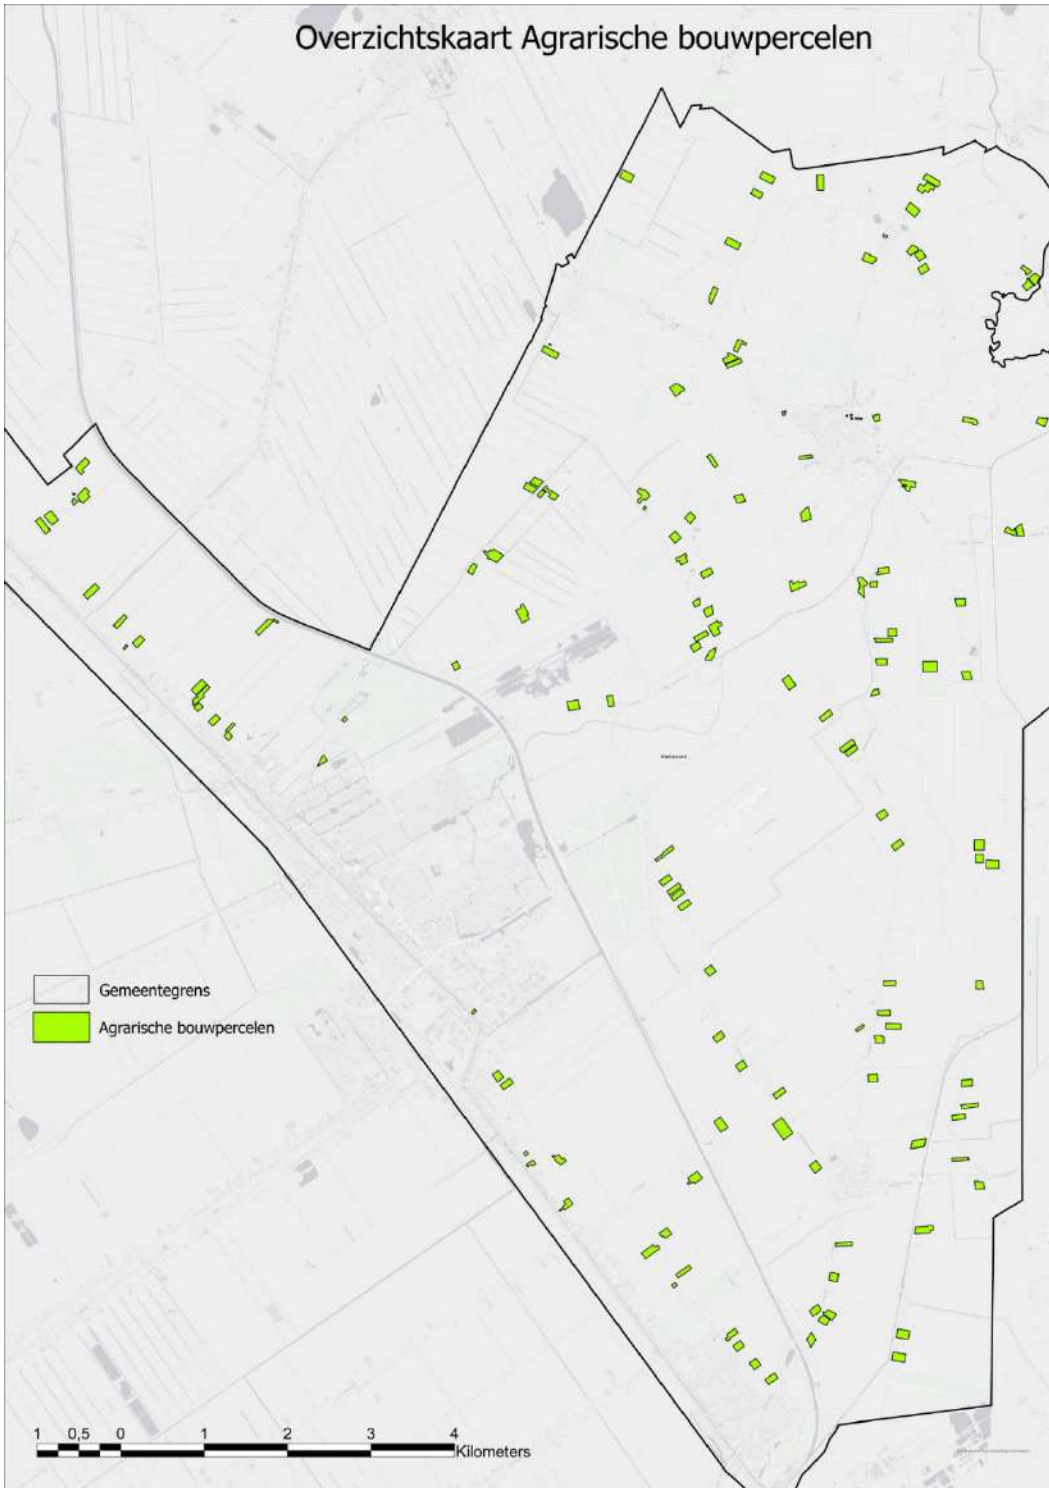 Overzichtskaart Agrarische bouwpercelen
Gemeentegrens
Agrarische bouwpercelen
1 0,5 0 1 2 3 4
Kilometers